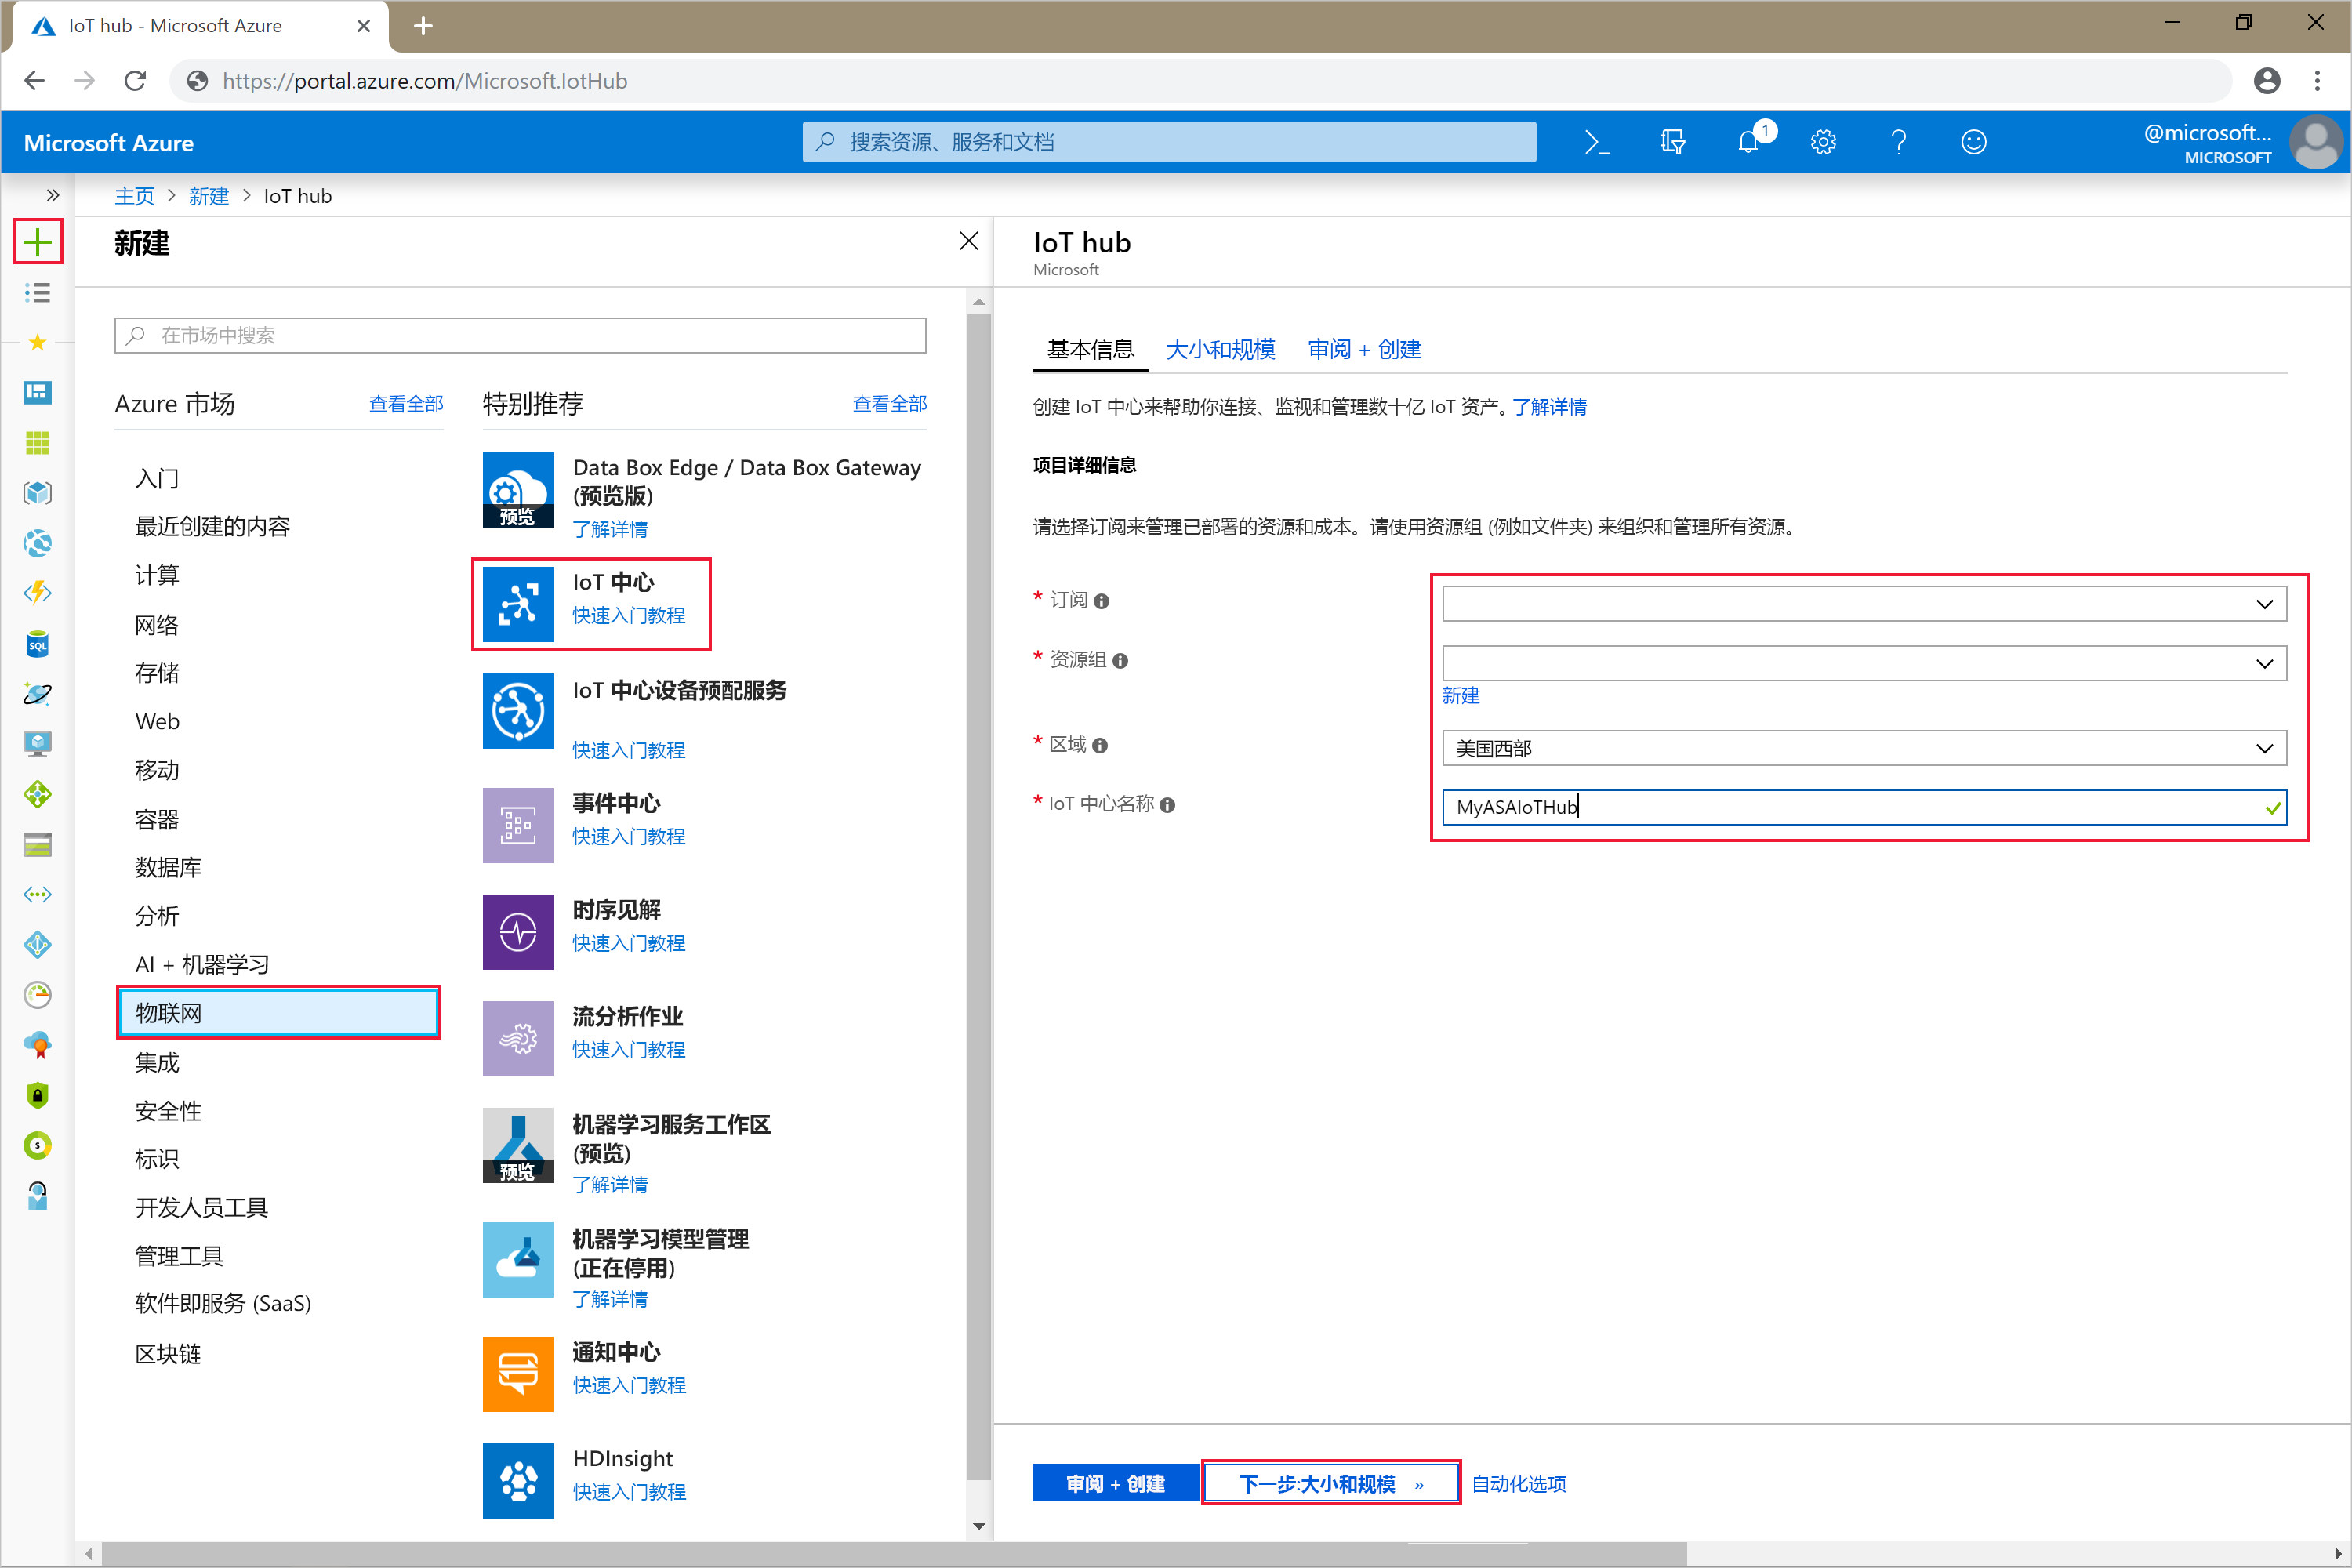 IoT hub - Microsoft Azure
https://portal.azure.com/Microsoft.IotHub
Microsoft Azure
搜索资源、服务和文档
1
@microsoft...
MICROSOFT
主页 > 新建 > IoT hub
新建
在市场中搜索
Azure 市场
查看全部
入门
最近创建的内容
计算
网络
存储
Web
移动
容器
数据库
分析
AI + 机器学习
物联网
集成
安全性
标识
开发人员工具
管理工具
软件即服务 (SaaS)
区块链
特别推荐
查看全部
Data Box Edge / Data Box Gateway
(预览版)
预览
了解详情
IoT 中心
快速入门教程
IoT 中心设备预配服务
快速入门教程
事件中心
快速入门教程
时序见解
快速入门教程
流分析作业
快速入门教程
机器学习服务工作区
(预览)
预览
了解详情
机器学习模型管理
(正在停用)
了解详情
通知中心
快速入门教程
HDInsight
快速入门教程
SQL
IoT hub
Microsoft
基本信息
大小和规模
审阅 + 创建
创建 IoT 中心来帮助你连接、监视和管理数十亿 IoT 资产。了解详情
项目详细信息
请选择订阅来管理已部署的资源和成本。请使用资源组 (例如文件夹) 来组织和管理所有资源。
* 订阅
* 资源组
新建
* 区域
美国西部
* IoT 中心名称
MyASAIoTHub
审阅 + 创建
下一步:大小和规模 »
自动化选项